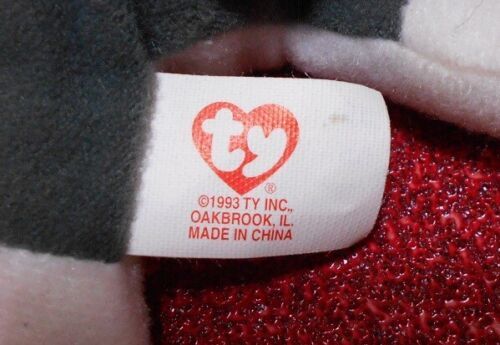 ty
®
©1993 TY INC.,
OAKBROOK, IL.
MADE IN CHINA